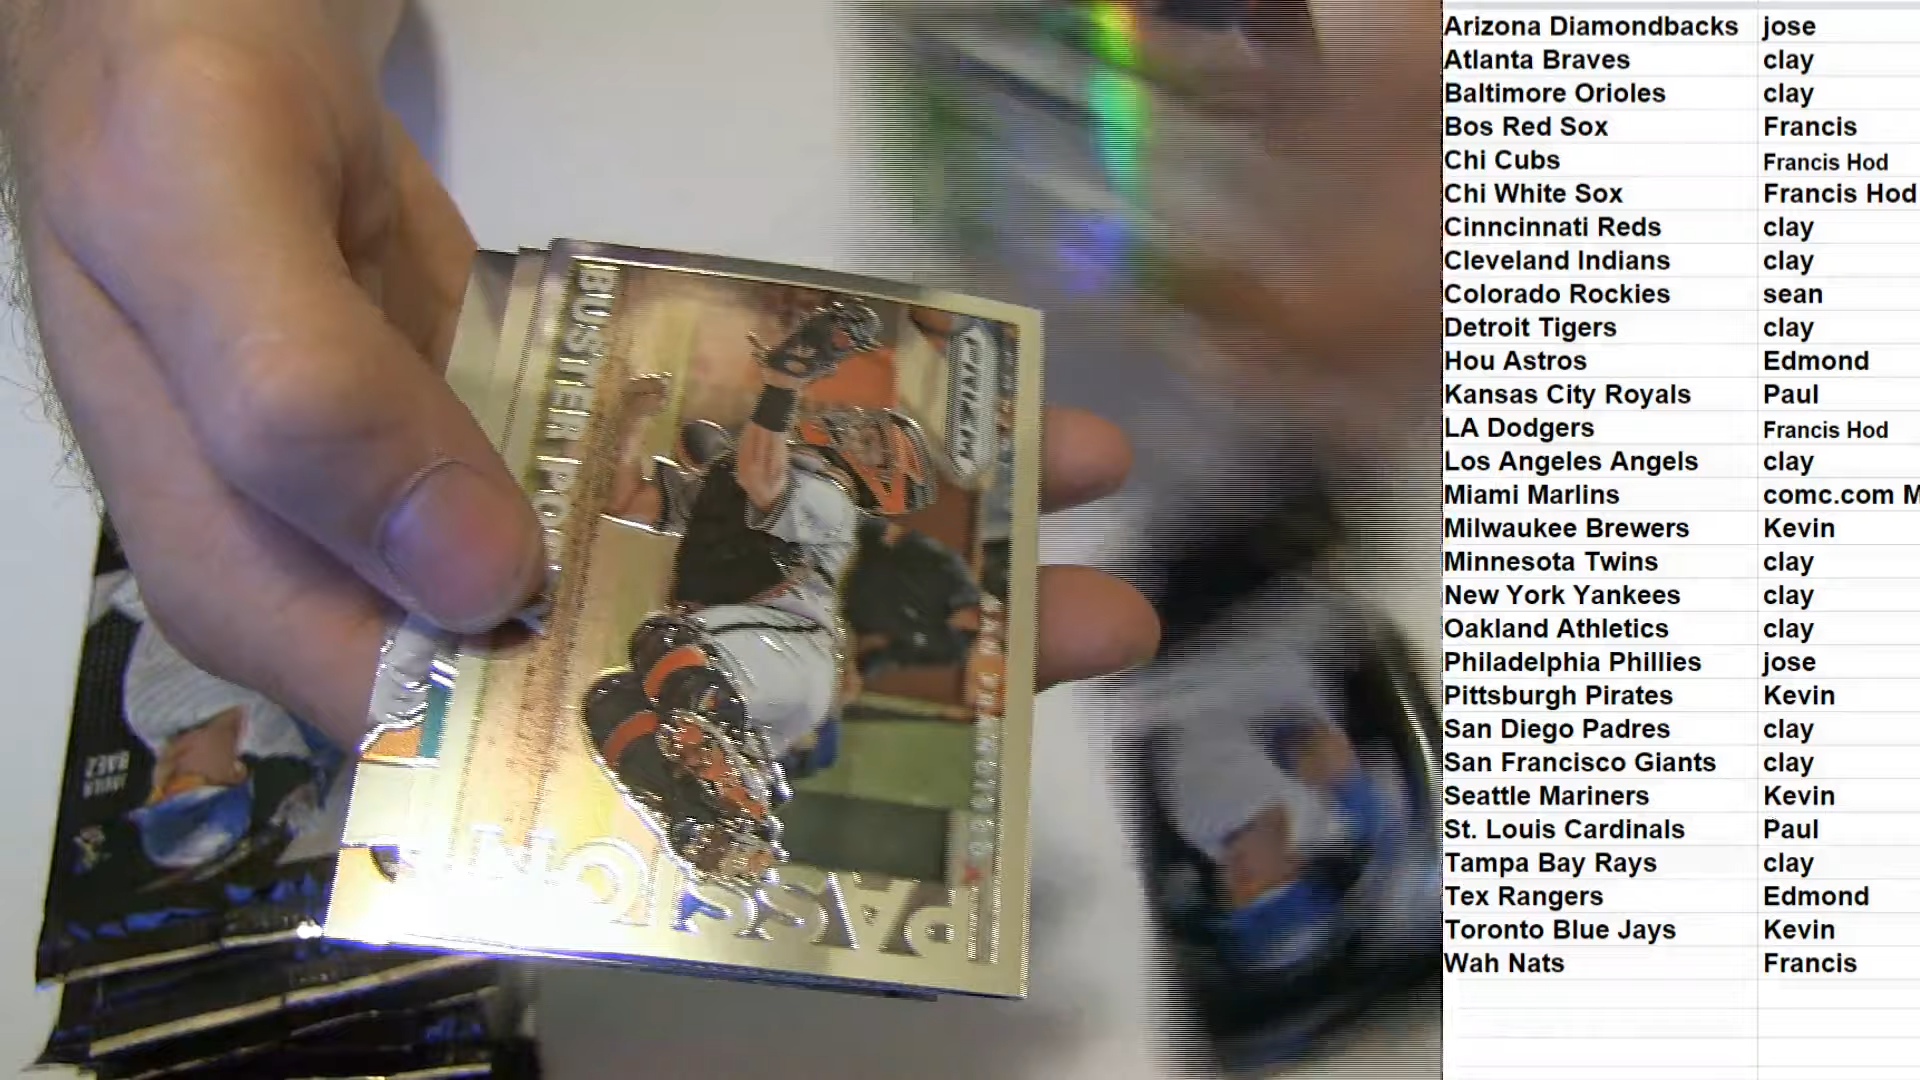 BUSTER
PRIZM
SAN FRANCISCO
PASSION
JAVIER
BAEZ
Arizona Diamondbacks jose
Atlanta Braves clay
Baltimore Orioles clay
Bos Red Sox Francis
Chi Cubs Francis Hod
Chi White Sox Francis Hod
Cinncinnati Reds clay
Cleveland Indians clay
Colorado Rockies sean
Detroit Tigers clay
Hou Astros Edmond
Kansas City Royals Paul
LA Dodgers Francis Hod
Los Angeles Angels clay
Miami Marlins comc.com M
Milwaukee Brewers Kevin
Minnesota Twins clay
New York Yankees clay
Oakland Athletics clay
Philadelphia Phillies jose
Pittsburgh Pirates Kevin
San Diego Padres clay
San Francisco Giants clay
Seattle Mariners Kevin
St. Louis Cardinals Paul
Tampa Bay Rays clay
Tex Rangers Edmond
Toronto Blue Jays Kevin
Wah Nats Francis